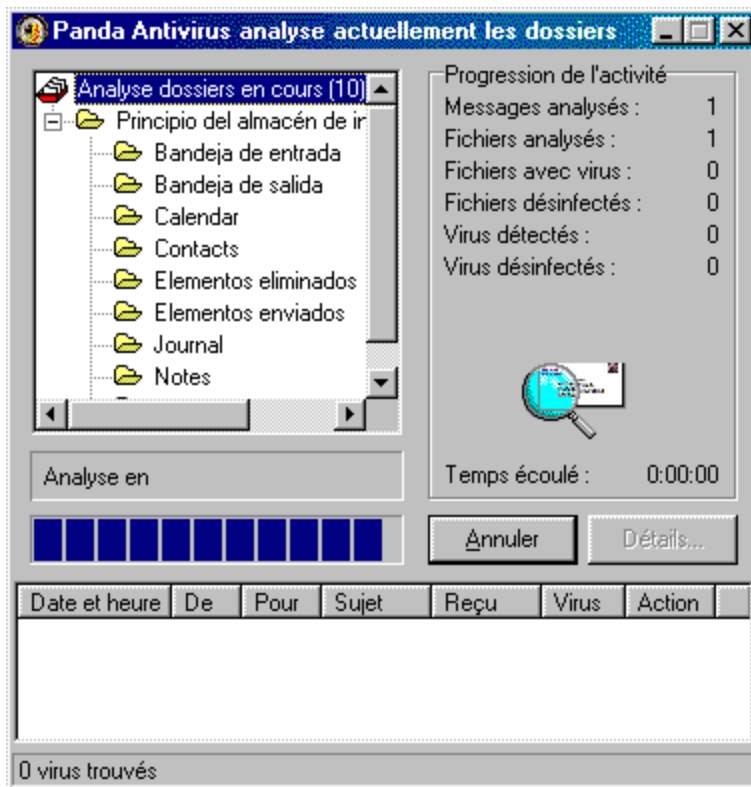 Panda Antivirus analyse actuellement les dossiers
Analyse dossiers en cours (10)
Principio del almacén de ir
Bandeja de entrada
Bandeja de salida
Calendar
Contacts
Elementos eliminados
Elementos enviados
Journal
Notes
Progression de l'activité
Messages analysés : 1
Fichiers analysés : 1
Fichiers avec virus : 0
Fichiers désinfectés : 0
Virus détectés : 0
Virus désinfectés : 0
Temps écoulé : 0:00:00
Analyse en
Annuler Détails...
Date et heure De Pour Sujet Reçu Virus Action
0 virus trouvés